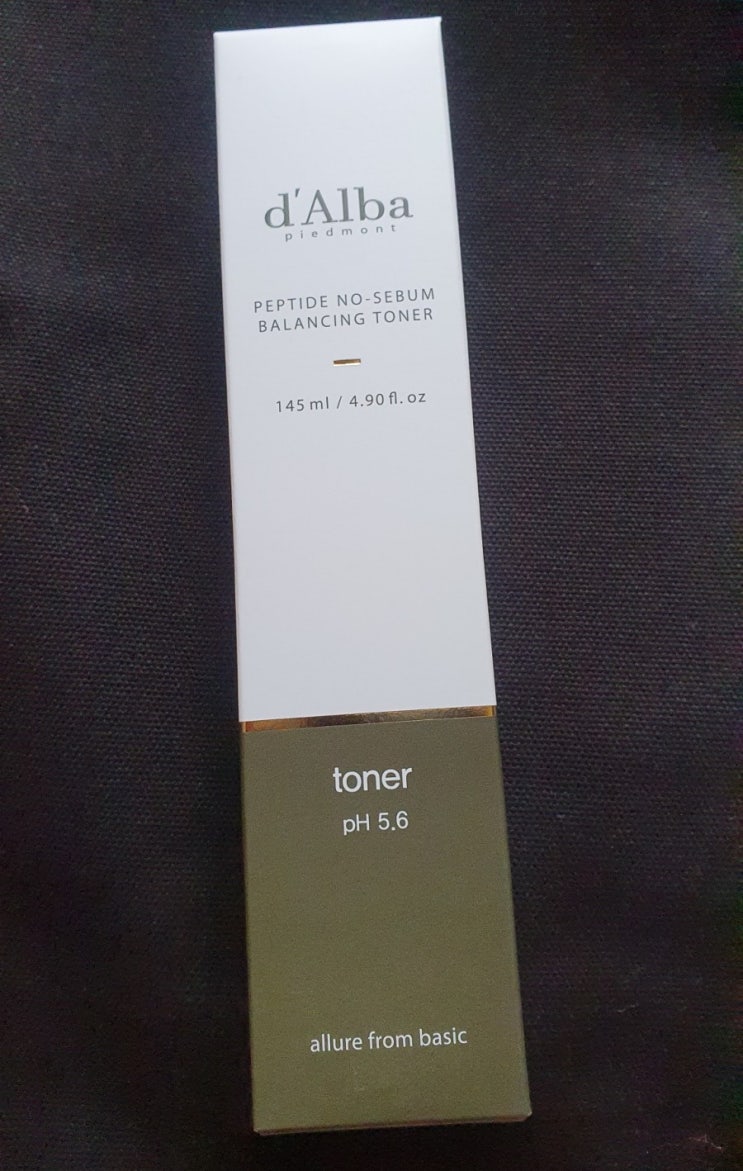 d'Alba
piedmont
PEPTIDE NO-SEBUM
BALANCING TONER
145 ml / 4.90 fl. oz
toner
pH 5.6
allure from basic